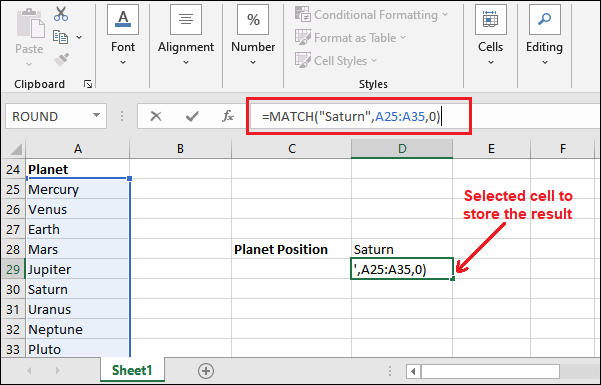 Paste
Clipboard
Font
Alignment
Number
Conditional Formatting
Format as Table
Cell Styles
Styles
Cells
Editing
ROUND
fx
=MATCH("Saturn",A25:A35,0)
A B C D E F
24 Planet
25 Mercury
26 Venus
27 Earth
28 Mars Planet Position Saturn
29 Jupiter ',A25:A35,0)
30 Saturn
31 Uranus
32 Neptune
33 Pluto
Selected cell to
store the result
Sheet1